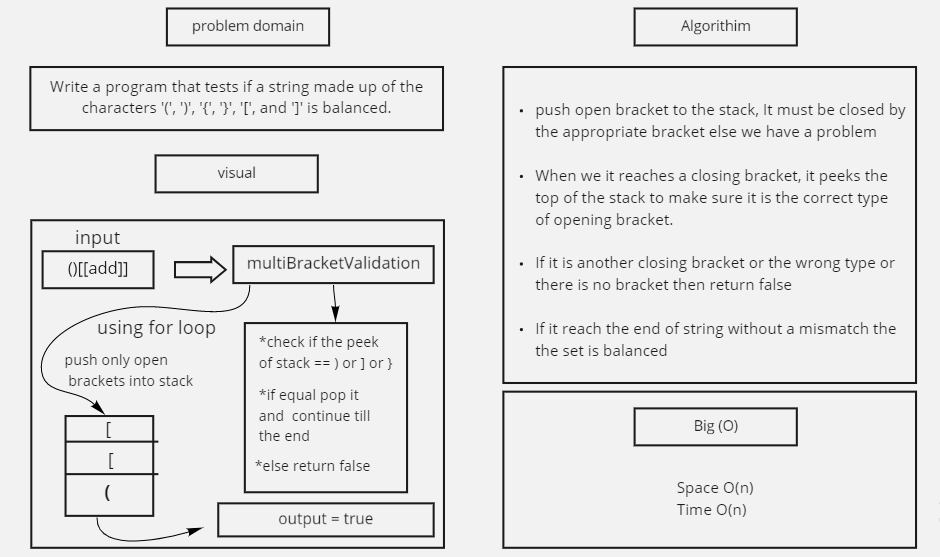 problem domain
Write a program that tests if a string made up of the
characters '(', ')', '{', '}', '[', and ']' is balanced.
visual
input
()[[add]]
multiBracketValidation
using for loop
push only open
brackets into stack
[
[
(
*check if the peek
of stack == ) or ] or }
*if equal pop it
and continue till
the end
*else return false
output = true
Algorithim
• push open bracket to the stack, It must be closed by
the appropriate bracket else we have a problem
• When we it reaches a closing bracket, it peeks the
top of the stack to make sure it is the correct type
of opening bracket.
• If it is another closing bracket or the wrong type or
there is no bracket then return false
• If it reach the end of string without a mismatch the
the set is balanced
Big (O)
Space O(n)
Time O(n)